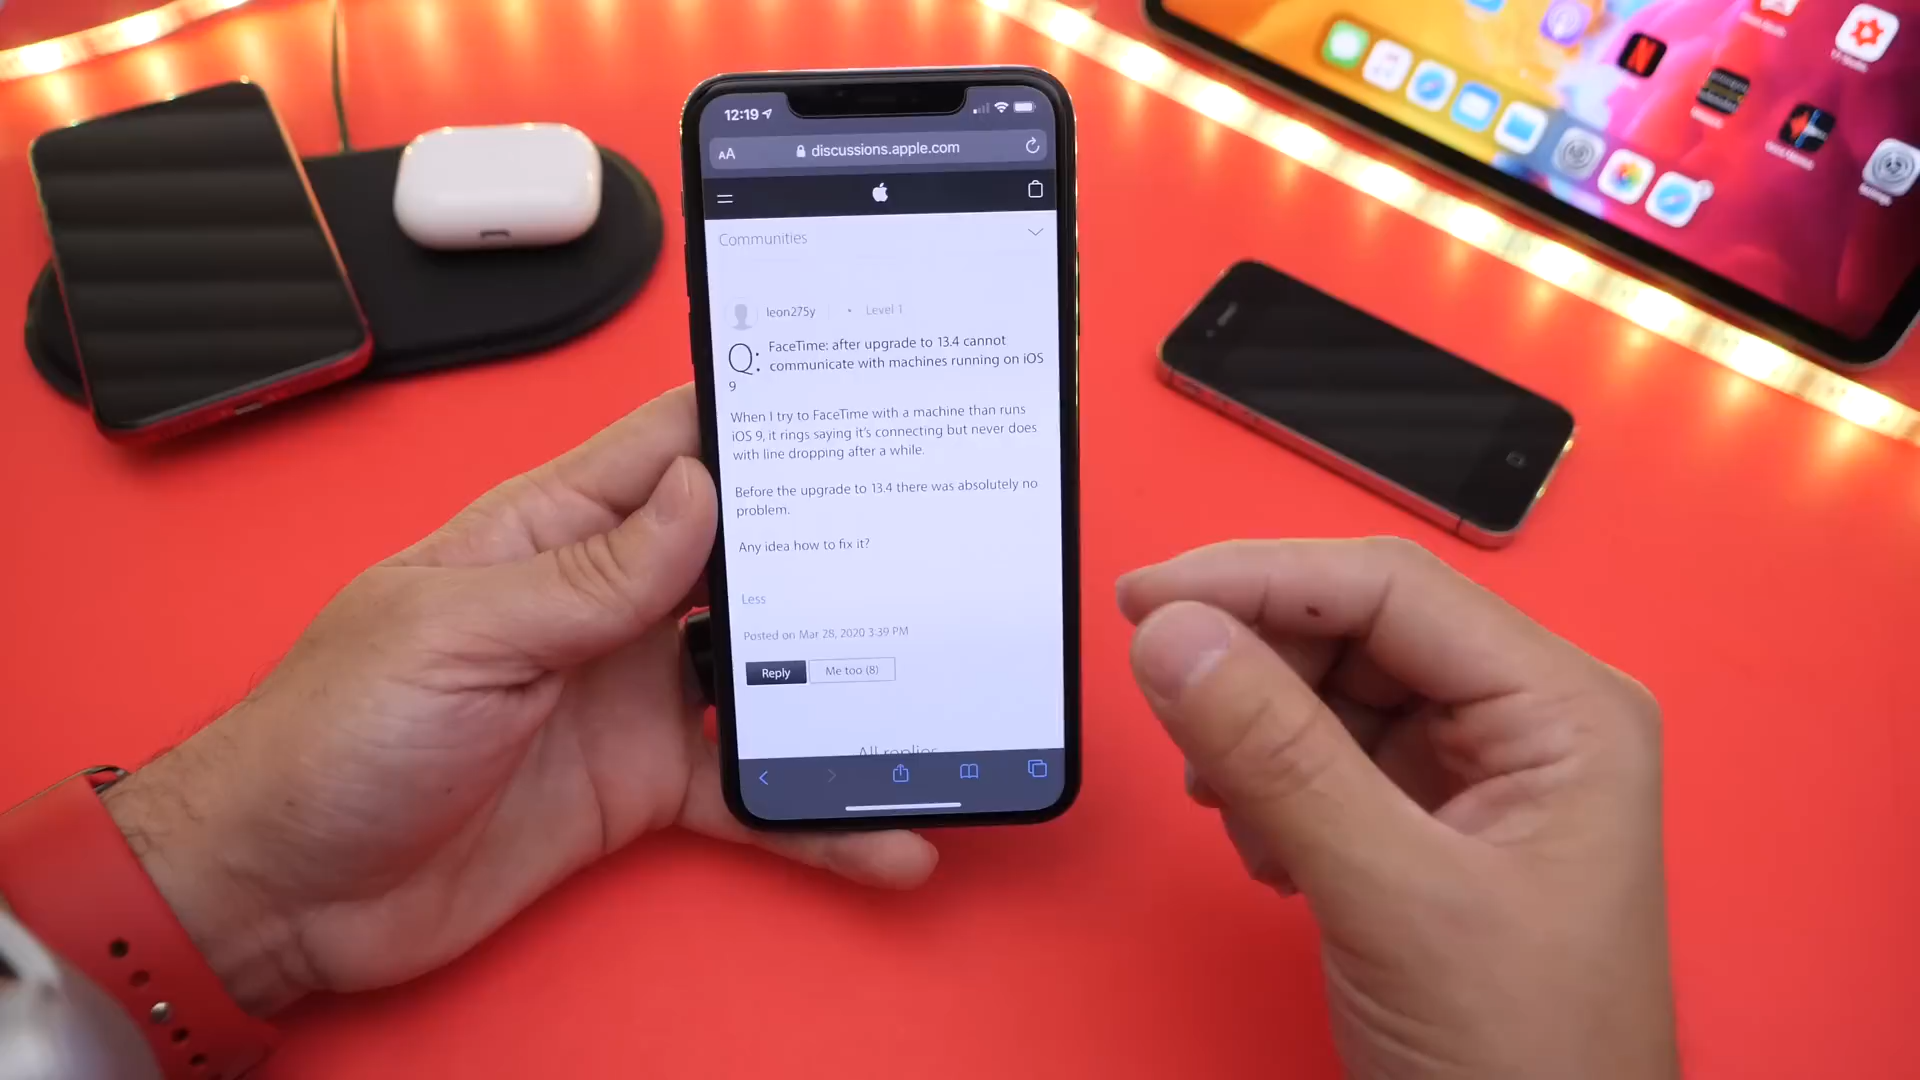 12:19
AA discussions.apple.com
Communities
leon275y • Level 1
Q: FaceTime: after upgrade to 13.4 cannot
communicate with machines running on iOS
9
When I try to FaceTime with a machine than runs
iOS 9, it rings saying it's connecting but never does
with line dropping after a while.
Before the upgrade to 13.4 there was absolutely no
problem.
Any idea how to fix it?
Less
Posted on Mar 28, 2020 3:39 PM
Reply Me too (8)
All replies